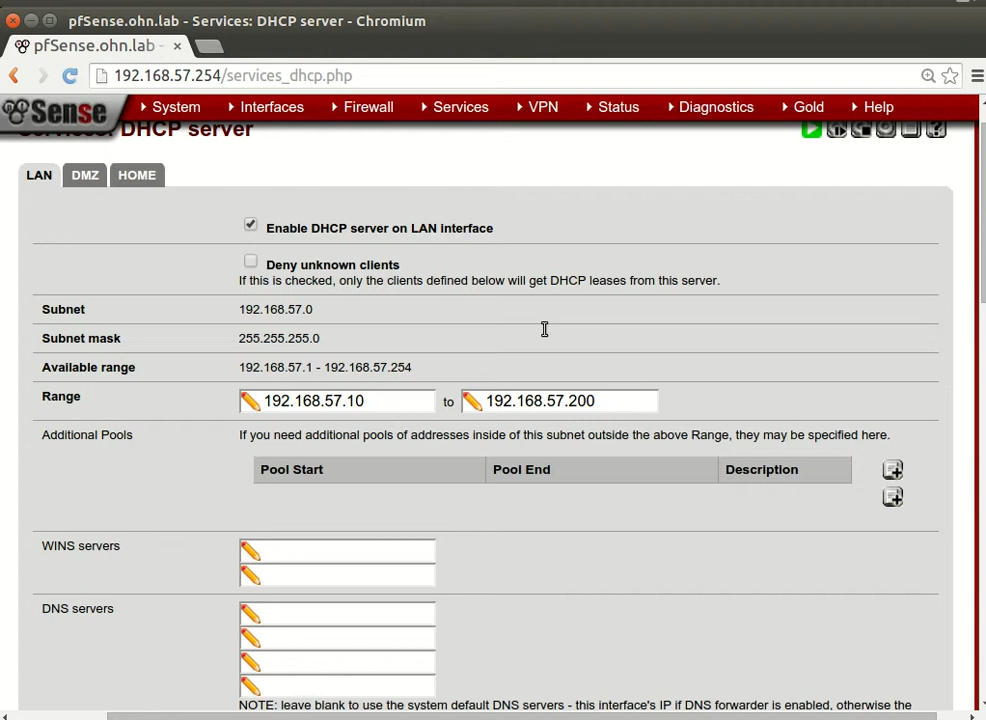 pfSense.ohn.lab - Services: DHCP server - Chromium
pfSense.ohn.lab - ×
192.168.57.254/services_dhcp.php
Sense System Interfaces Firewall Services VPN Status Diagnostics Gold Help
Services: DHCP server
LAN DMZ HOME
Enable DHCP server on LAN interface
Deny unknown clients
If this is checked, only the clients defined below will get DHCP leases from this server.
Subnet 192.168.57.0
Subnet mask 255.255.255.0
Available range 192.168.57.1 - 192.168.57.254
Range 192.168.57.10 to 192.168.57.200
Additional Pools If you need additional pools of addresses inside of this subnet outside the above Range, they may be specified here.
Pool Start Pool End Description
WINS servers
DNS servers
NOTE: leave blank to use the system default DNS servers - this interface's IP if DNS forwarder is enabled, otherwise the